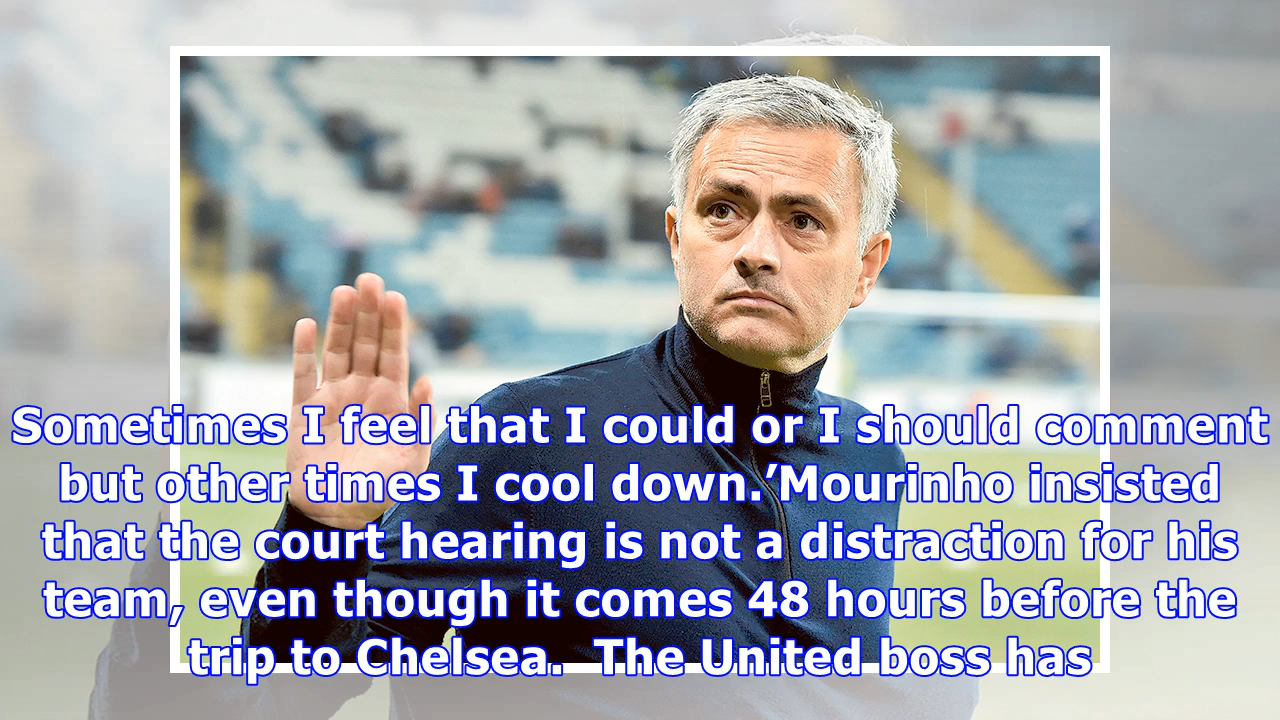 Sometimes I feel that I could or I should comment
but other times I cool down.’Mourinho insisted
that the court hearing is not a distraction for his
team, even though it comes 48 hours before the
trip to Chelsea.  The United boss has